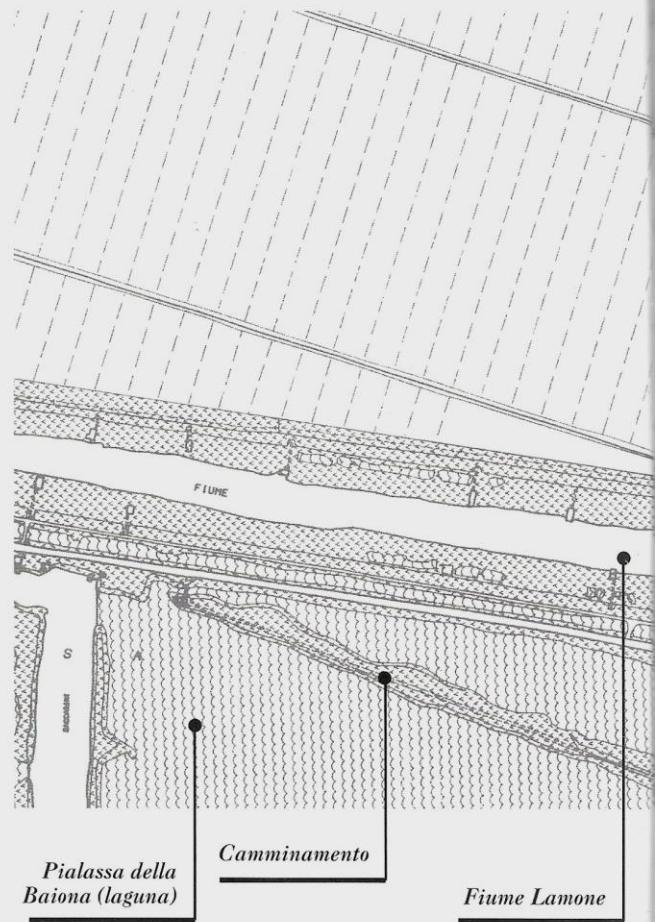 FIUME
S
A
Pialassa della
Baiona (laguna)
Camminamento
Fiume Lamone